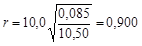 r = 10,0 √(0,085/10,50) = 0,900